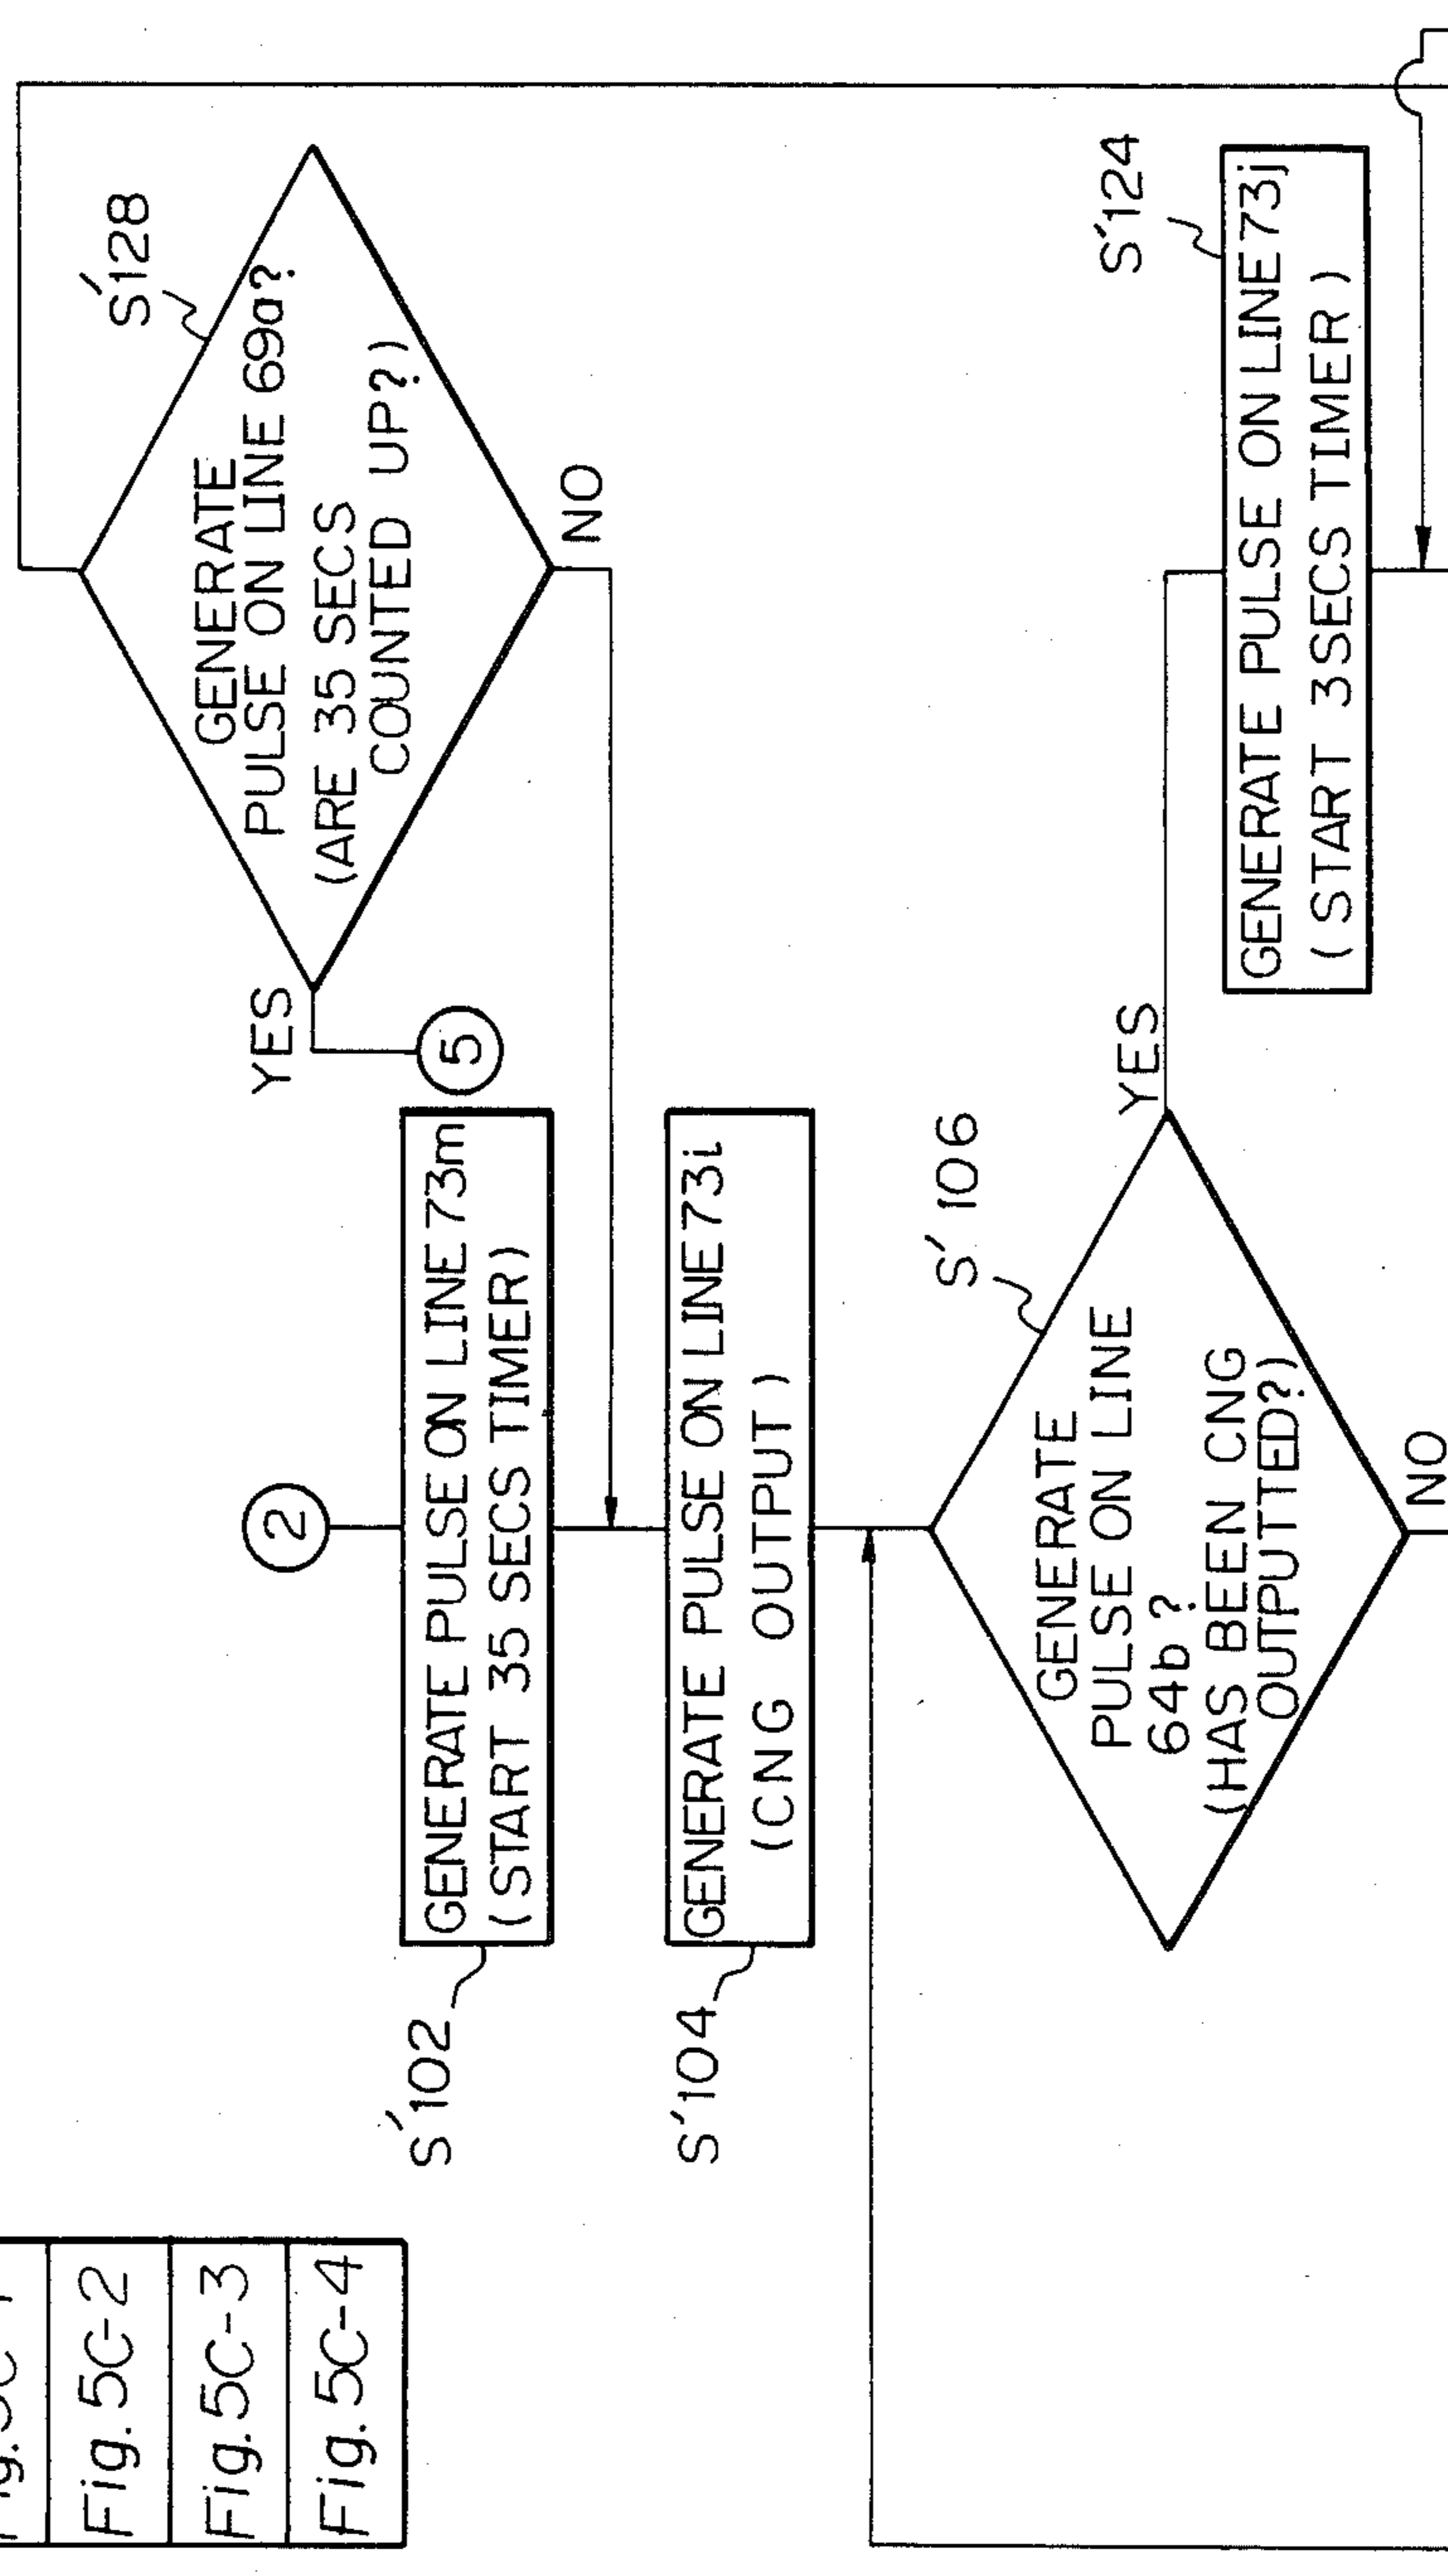 Fig. 5C-2
Fig. 5C-3
Fig. 5C-4
2
S'102
GENERATE PULSE ON LINE 73m
(START 35 SECS TIMER)
S'104
GENERATE PULSE ON LINE 73i
(CNG OUTPUT)
S'106
GENERATE
PULSE ON LINE
64b?
(HAS BEEN CNG
OUTPUTTED?)
YES
NO
S'128
GENERATE
PULSE ON LINE 69a?
(ARE 35 SECS
COUNTED UP?)
YES
5
NO
S'124
GENERATE PULSE ON LINE 73j
(START 3 SECS TIMER)